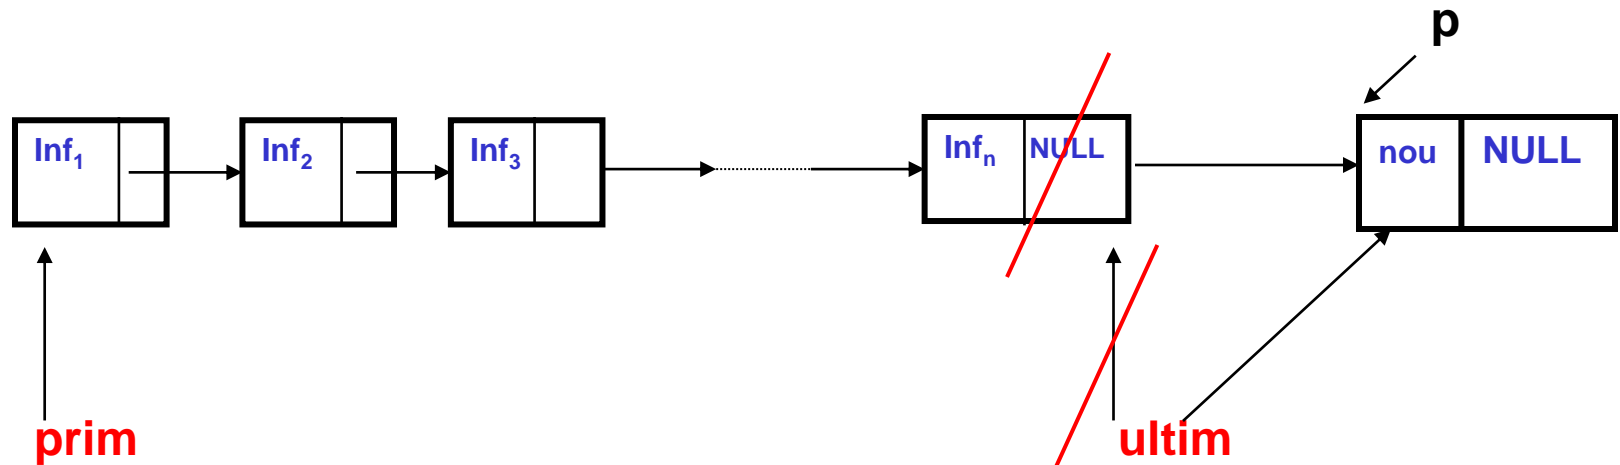 p
Inf₁ Inf₂ Inf₃ Infₙ NULL nou NULL
prim ultim